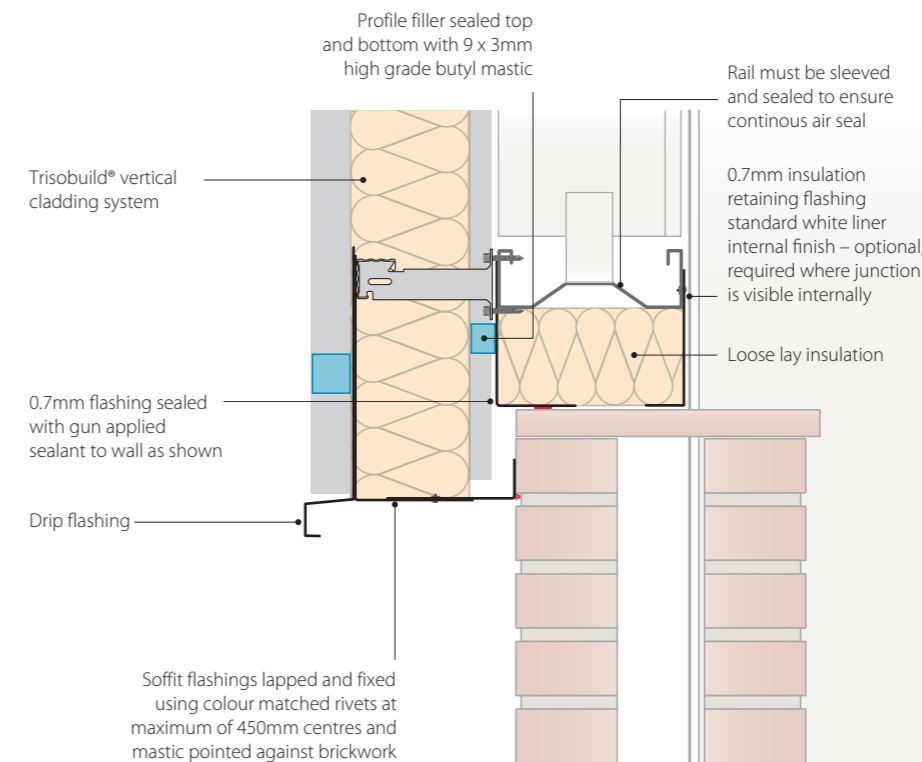 Profile filler sealed top
and bottom with 9 x 3mm
high grade butyl mastic
Rail must be sleeved
and sealed to ensure
continous air seal
Trisobuild® vertical
cladding system
0.7mm insulation
retaining flashing
standard white liner
internal finish – optional,
required where junction
is visible internally
Loose lay insulation
0.7mm flashing sealed
with gun applied
sealant to wall as shown
Drip flashing
Soffit flashings lapped and fixed
using colour matched rivets at
maximum of 450mm centres and
mastic pointed against brickwork